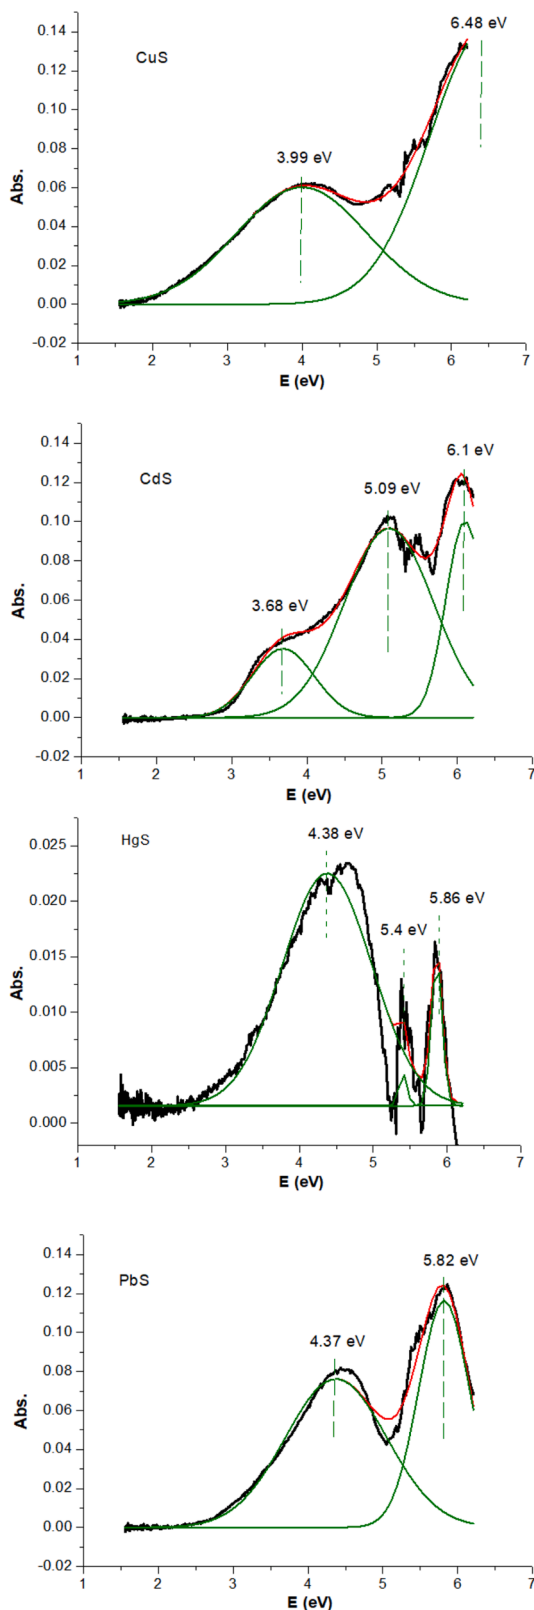 0.14
6.48 eV
CuS
0.12
0.10
0.08
3.99 eV
Abs.
0.06
0.04
0.02
0.00
-0.02
1 2 3 4 5 6 7
E (eV)
0.14
6.1 eV
CdS
0.12
5.09 eV
0.10
0.08
Abs.
0.06
3.68 eV
0.04
0.02
0.00
-0.02
1 2 3 4 5 6 7
E (eV)
4.38 eV
HgS
0.025
0.020
5.86 eV
5.4 eV
0.015
Abs.
0.010
0.005
0.000
1 2 3 4 5 6 7
E (eV)
0.14
5.82 eV
PbS
0.12
0.10
4.37 eV
0.08
Abs.
0.06
0.04
0.02
0.00
-0.02
1 2 3 4 5 6 7
E (eV)